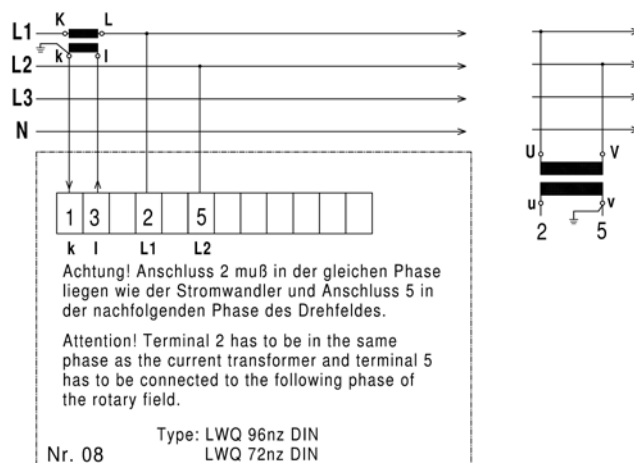 K L
L1
k l
L2
L3
N
U V
u v
2 5
1 3 2 5
k l L1 L2
Achtung! Anschluss 2 muß in der gleichen Phase
liegen wie der Stromwandler und Anschluss 5 in
der nachfolgenden Phase des Drehfeldes.
Attention! Terminal 2 has to be in the same
phase as the current transformer and terminal 5
has to be connected to the following phase of
the rotary field.
Type: LWQ 96nz DIN
Nr. 08 LWQ 72nz DIN